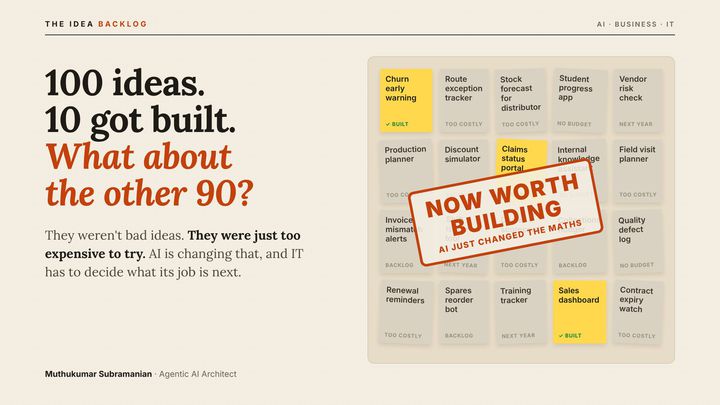 THE IDEA BACKLOG
AI · BUSINESS · IT
100 ideas.
10 got built.
What about
the other 90?
They weren't bad ideas. They were just too
expensive to try. AI is changing that, and IT
has to decide what its job is next.
Muthukumar Subramanian · Agentic AI Architect
Churn
early
warning
✓ BUILT
Route
exception
tracker
TOO COSTLY
Stock
forecast
for
distributor
TOO COSTLY
Student
progress
app
NO BUDGET
Vendor
risk
check
NEXT YEAR
Production
planner
TOO
Discount
simulator
Claims
status
portal
Internal
knowledge
Field visit
planner
TOO COSTLY
NOW WORTH
BUILDING
AI JUST CHANGED THE MATHS
Invoice
mismatch
alerts
BACKLOG
NEXT YEAR
TOO COSTLY
BACKLOG
Quality
defect
log
NO BUDGET
Renewal
reminders
TOO COSTLY
Spares
reorder
bot
BACKLOG
Training
tracker
NEXT YEAR
Sales
dashboard
✓ BUILT
Contract
expiry
watch
TOO COSTLY